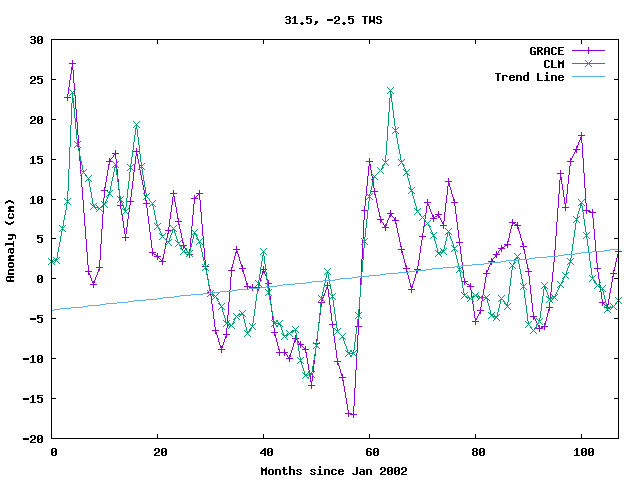 31.5, -2.5 TWS
GRACE
CLM
Trend Line
30
25
20
15
10
5
0
-5
-10
-15
-20
Anomaly (cm)
0 20 40 60 80 100
Months since Jan 2002